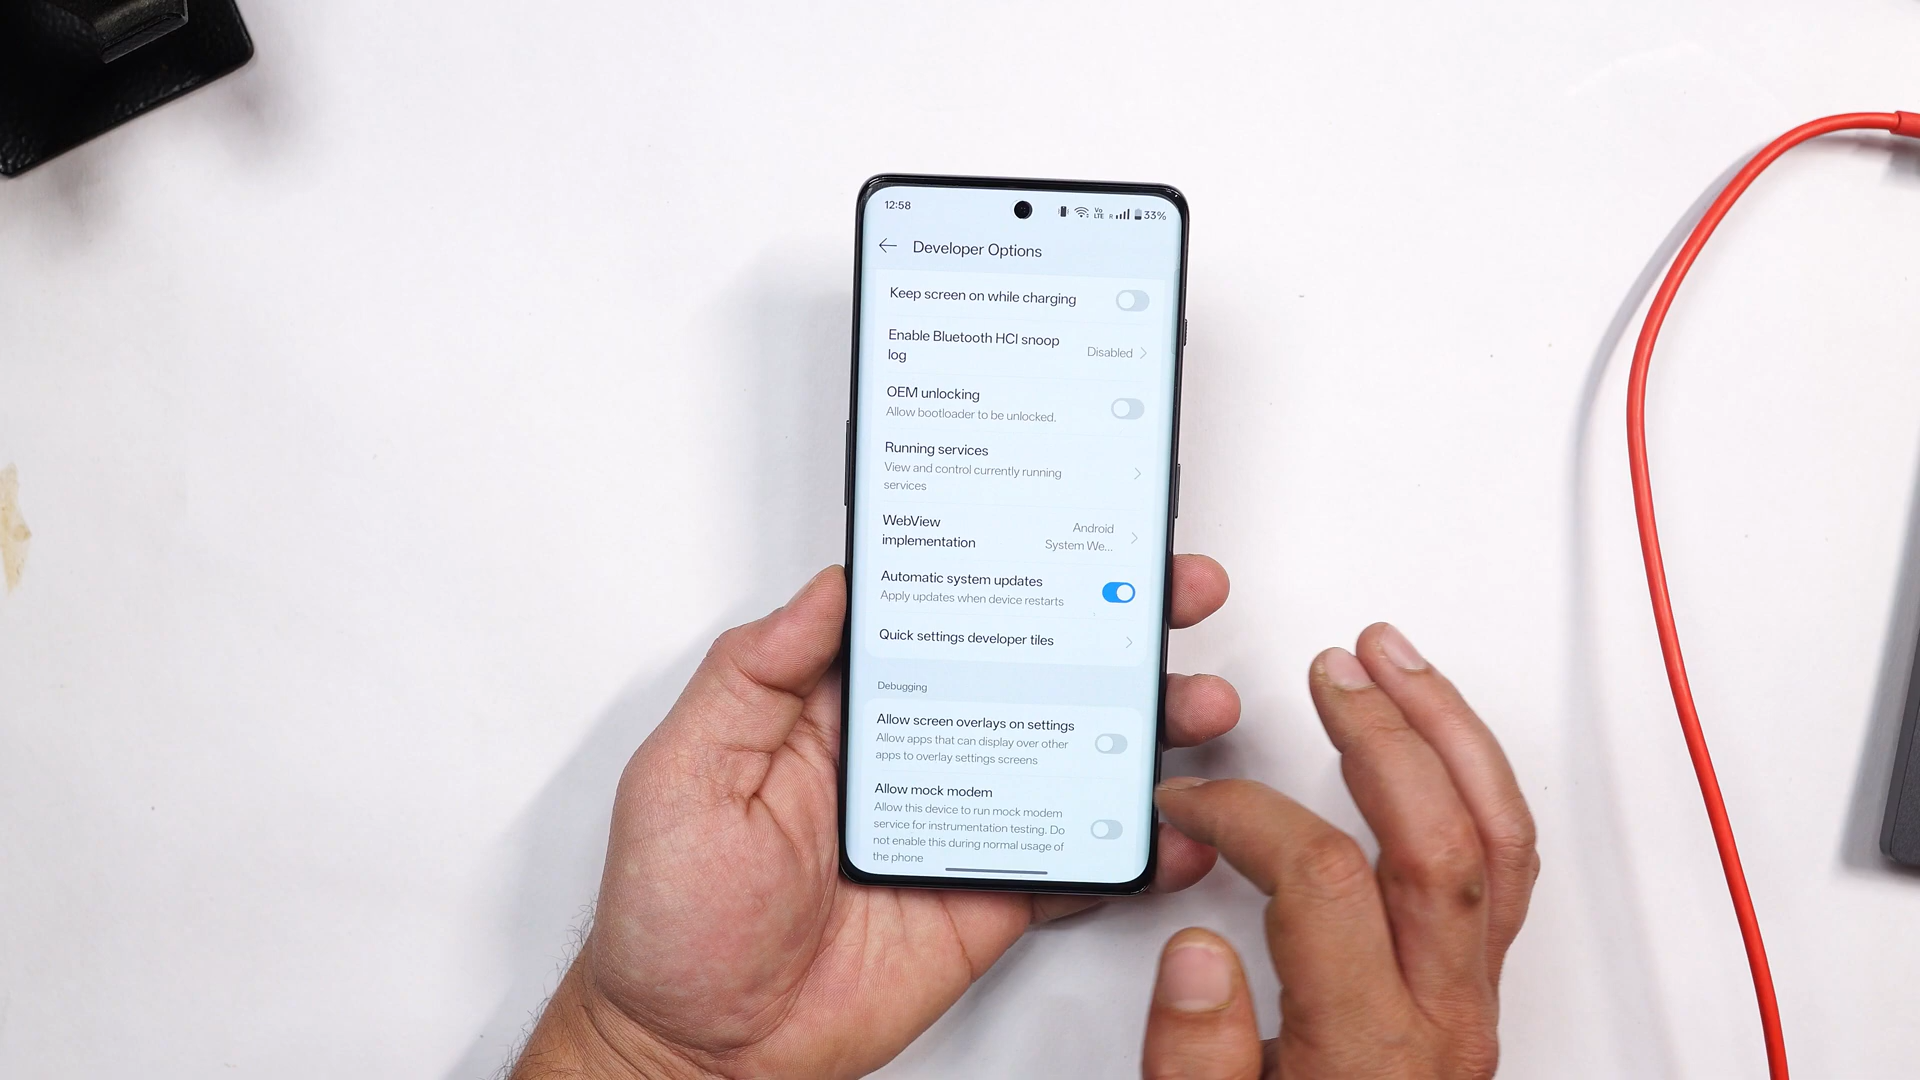 12:58
Vo LTE R 33%
Developer Options
Keep screen on while charging
Enable Bluetooth HCI snoop
log
Disabled
OEM unlocking
Allow bootloader to be unlocked.
Running services
View and control currently running
services
WebView
implementation
Android
System We...
Automatic system updates
Apply updates when device restarts
Quick settings developer tiles
Debugging
Allow screen overlays on settings
Allow apps that can display over other
apps to overlay settings screens
Allow mock modem
Allow this device to run mock modem
service for instrumentation testing. Do
not enable this during normal usage of
the phone